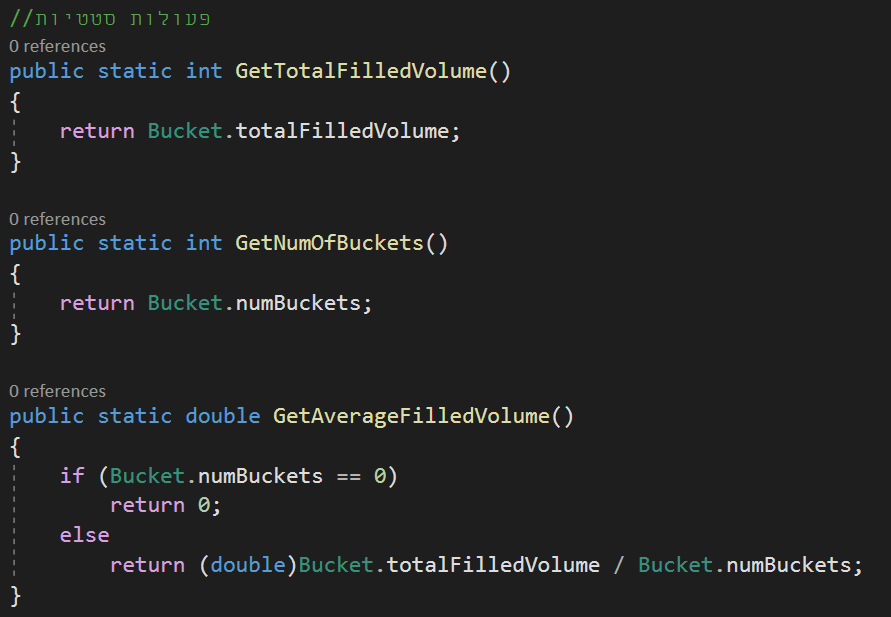 //פעולות סטטיות
0 references
public static int GetTotalFilledVolume()
{
    return Bucket.totalFilledVolume;
}
0 references
public static int GetNumOfBuckets()
{
    return Bucket.numBuckets;
}
0 references
public static double GetAverageFilledVolume()
{
    if (Bucket.numBuckets == 0)
        return 0;
    else
        return (double)Bucket.totalFilledVolume / Bucket.numBuckets;
}